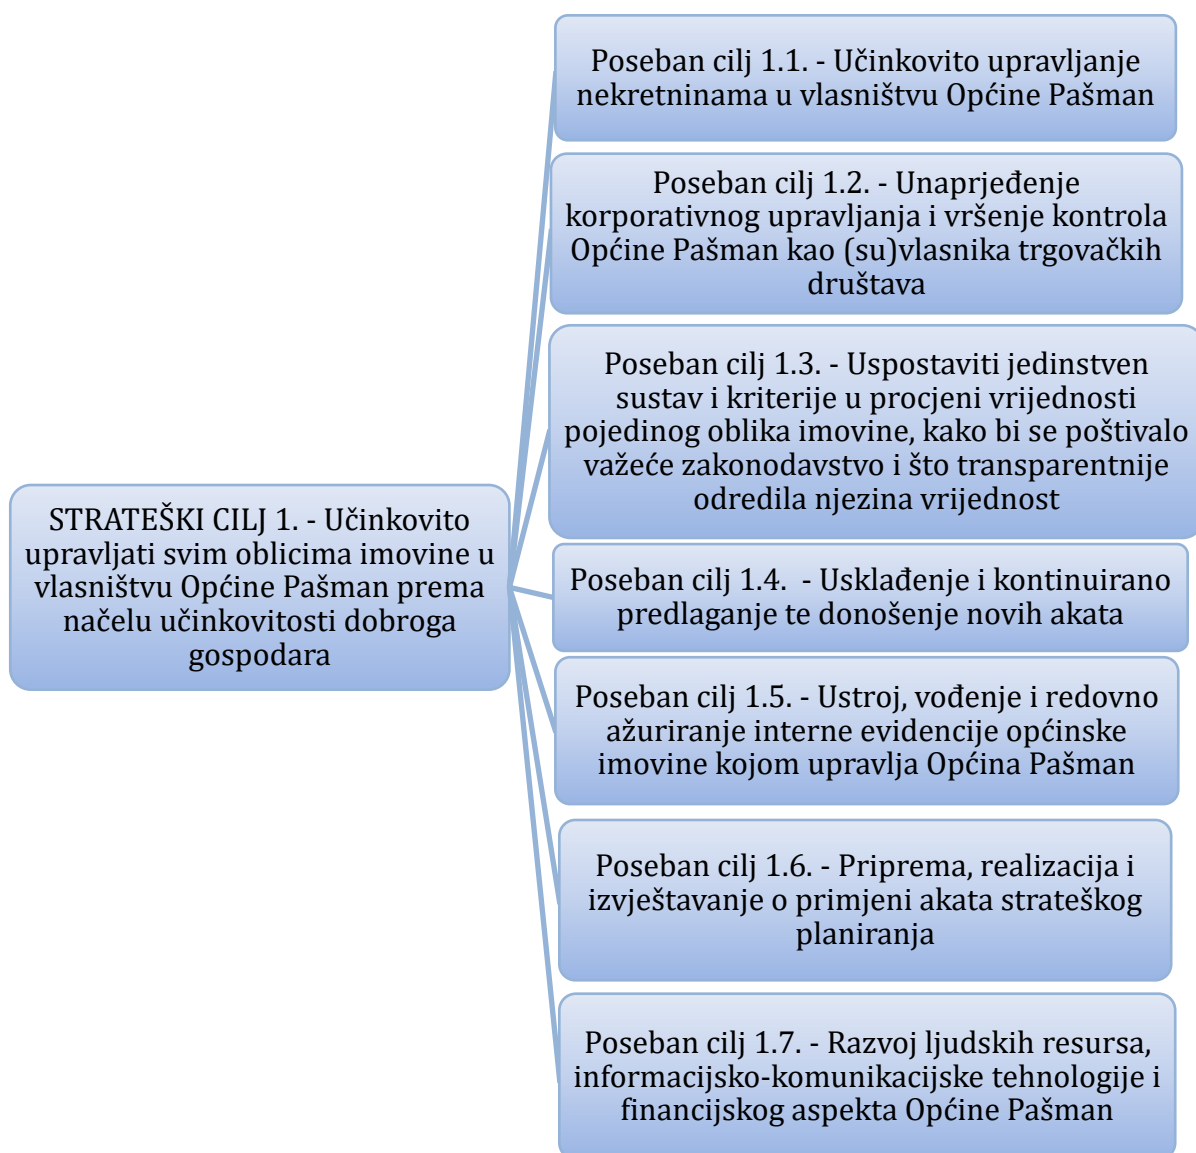 Poseban cilj 1.1. - Učinkovito upravljanje
nekretninama u vlasništvu Općine Pašman
Poseban cilj 1.2. - Unaprjeđenje
korporativnog upravljanja i vršenje kontrola
Općine Pašman kao (su)vlasnika trgovačkih
društava
Poseban cilj 1.3. - Uspostaviti jedinstven
sustav i kriterije u procjeni vrijednosti
pojedinog oblika imovine, kako bi se poštivalo
važeće zakonodavstvo i što transparentnije
odredila njezina vrijednost
STRATEŠKI CILJ 1. - Učinkovito
upravljati svim oblicima imovine u
vlasništvu Općine Pašman prema
načelu učinkovitosti dobroga
gospodara
Poseban cilj 1.4. - Usklađenje i kontinuirano
predlaganje te donošenje novih akata
Poseban cilj 1.5. - Ustroj, vođenje i redovno
ažuriranje interne evidencije općinske
imovine kojom upravlja Općina Pašman
Poseban cilj 1.6. - Priprema, realizacija i
izvještavanje o primjeni akata strateškog
planiranja
Poseban cilj 1.7. - Razvoj ljudskih resursa,
informacijsko-komunikacijske tehnologije i
financijskog aspekta Općine Pašman